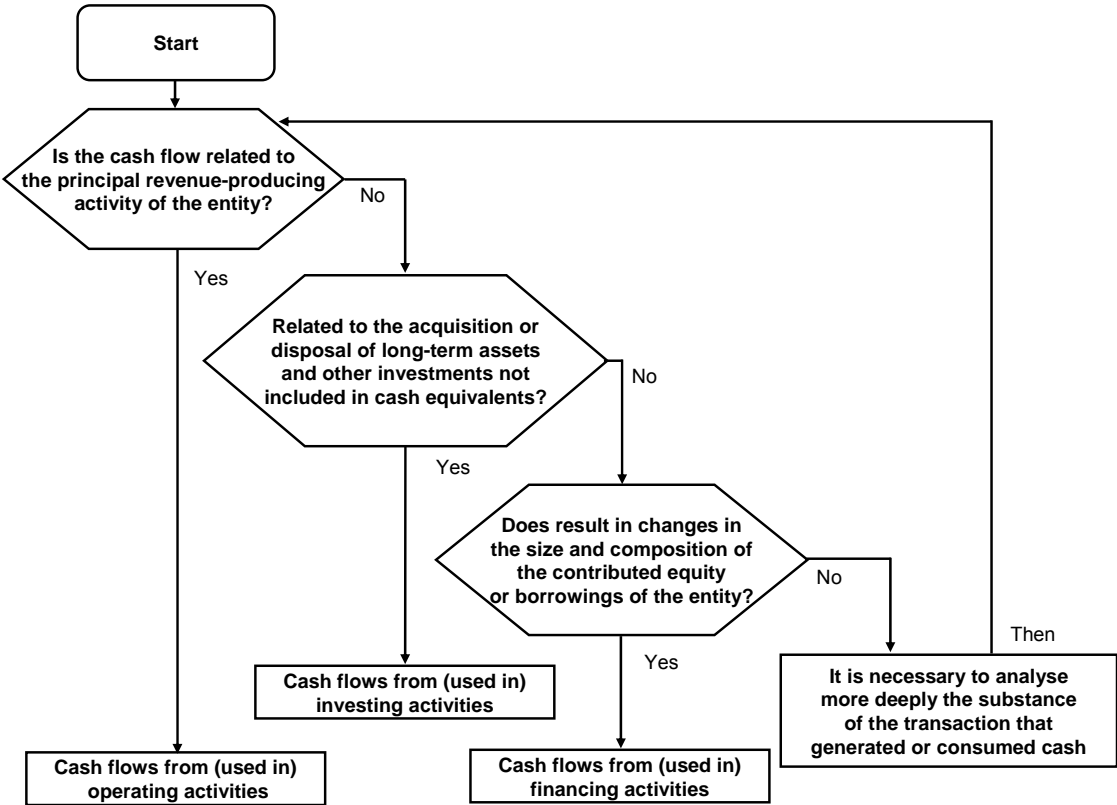 Start
Is the cash flow related to
the principal revenue-producing
activity of the entity?
No
Yes
Related to the acquisition or
disposal of long-term assets
and other investments not
included in cash equivalents?
No
Yes
Does result in changes in
the size and composition of
the contributed equity
or borrowings of the entity?
No
Yes
Then
It is necessary to analyse
more deeply the substance
of the transaction that
generated or consumed cash
Cash flows from (used in)
investing activities
Cash flows from (used in)
operating activities
Cash flows from (used in)
financing activities